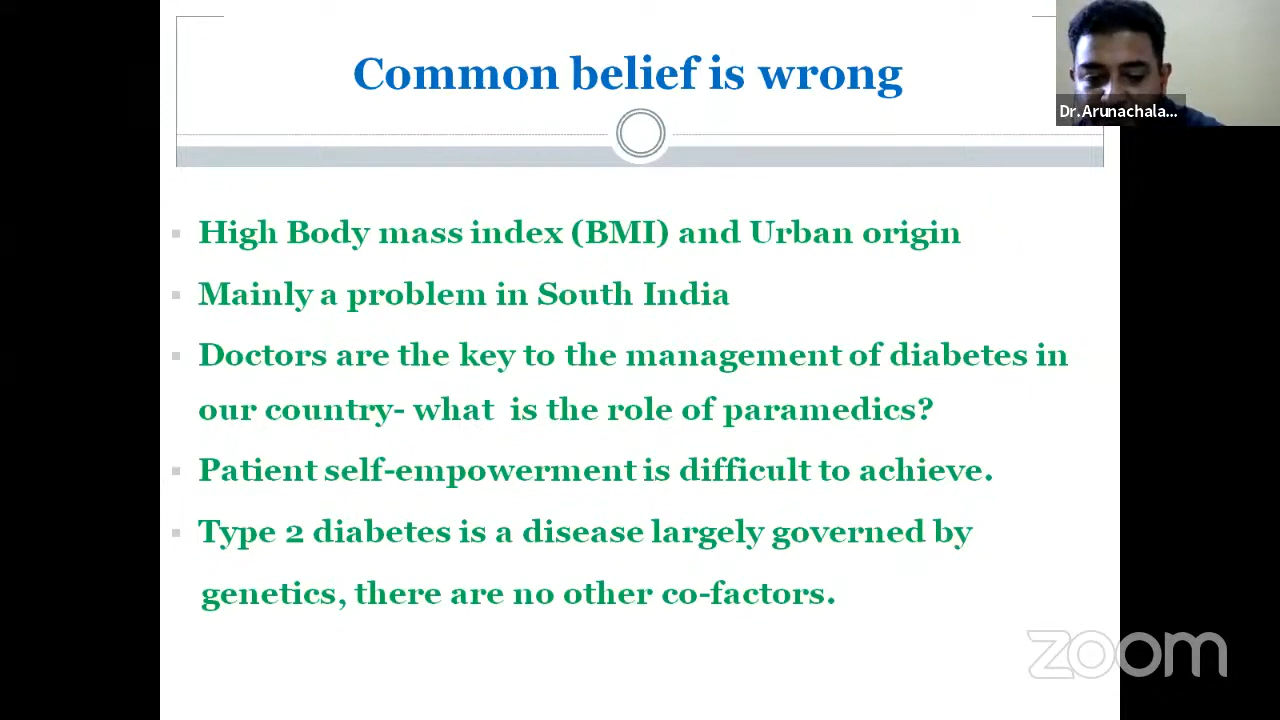 Common belief is wrong
Dr.Arunachala...
High Body mass index (BMI) and Urban origin
Mainly a problem in South India
Doctors are the key to the management of diabetes in
our country- what is the role of paramedics?
Patient self-empowerment is difficult to achieve.
Type 2 diabetes is a disease largely governed by
genetics, there are no other co-factors.
zoom